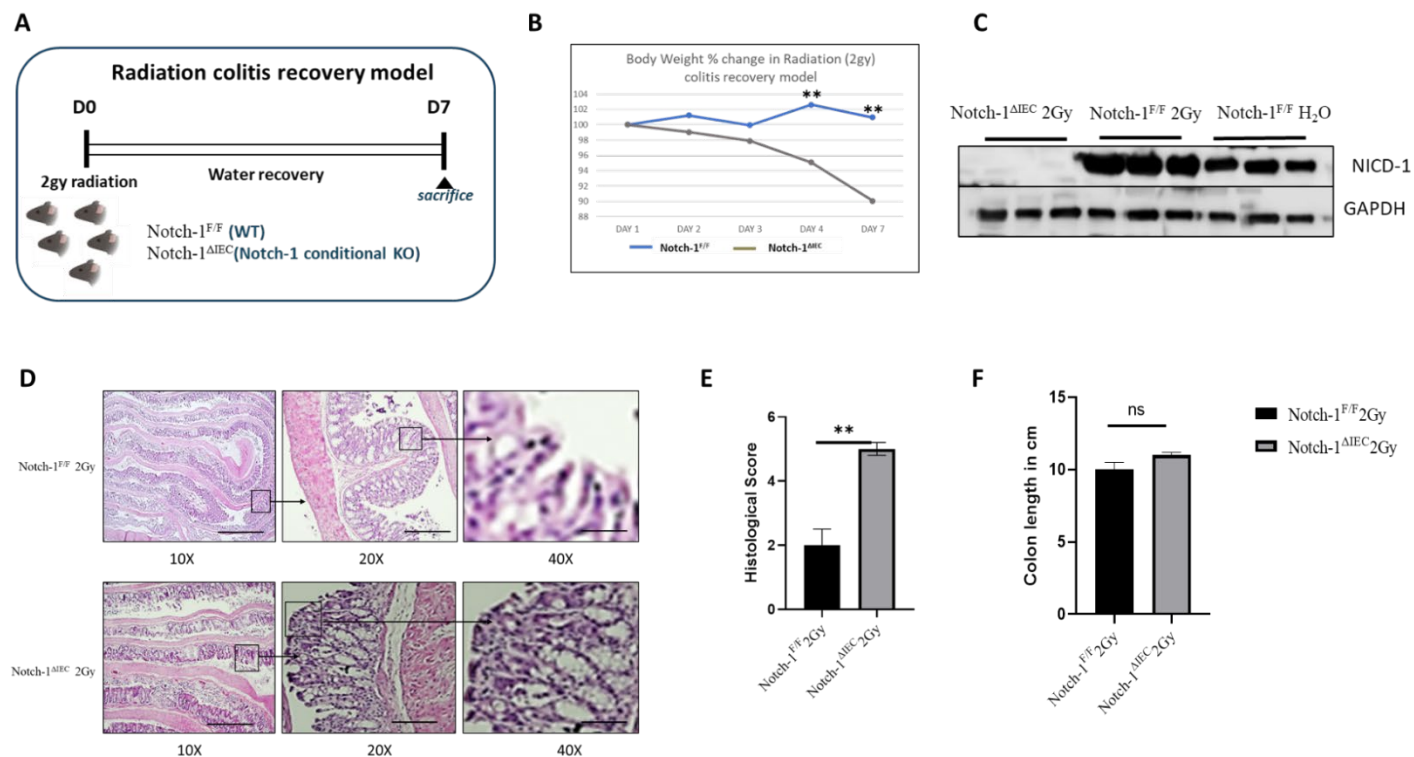 A
Radiation colitis recovery model
D0
D7
Water recovery
2gy radiation
sacrifice
Notch-1F/F (WT)
Notch-1ΔIEC(Notch-1 conditional KO)
B
Body Weight % change in Radiation (2gy)
colitis recovery model
104
102
100
98
96
94
92
90
88
**
**
DAY 1 DAY 2 DAY 3 DAY 4 DAY 7
Notch-1F/F Notch-1ΔIEC
C
Notch-1ΔIEC 2Gy Notch-1F/F 2Gy Notch-1F/F H2O
NICD-1
GAPDH
D
Notch-1F/F 2Gy
10X 20X 40X
Notch-1ΔIEC 2Gy
10X 20X 40X
E
Histological Score
6
4
2
0
**
Notch-1F/F2Gy
Notch-1ΔIEC2Gy
F
Colon length in cm
15
10
5
0
ns
Notch-1F/F2Gy
Notch-1ΔIEC2Gy
Notch-1F/F2Gy
Notch-1ΔIEC2Gy